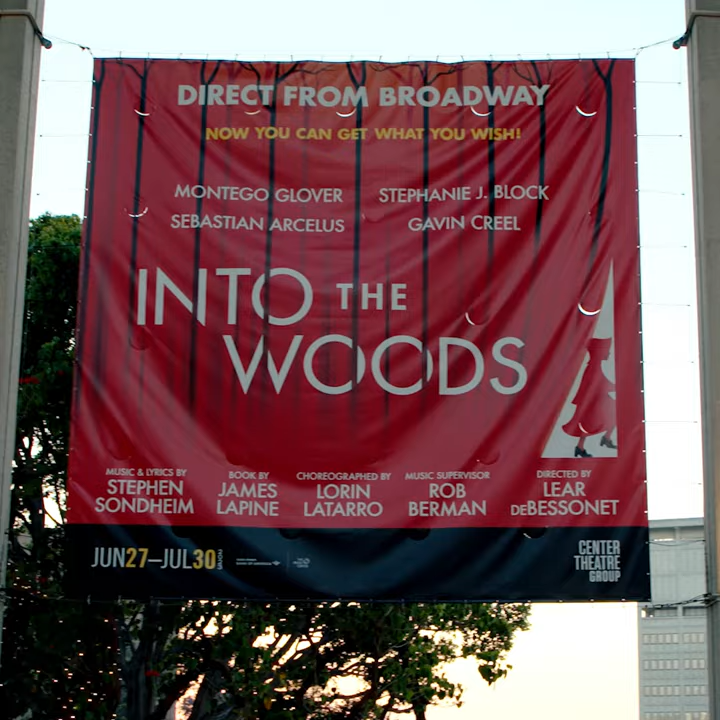 DIRECT FROM BROADWAY
NOW YOU CAN GET WHAT YOU WISH!
MONTEGO GLOVER STEPHANIE J. BLOCK
SEBASTIAN ARCELUS GAVIN CREEL
INTO THE
WOODS
MUSIC & LYRICS BY
STEPHEN
SONDHEIM
BOOK BY
JAMES
LAPINE
CHOREOGRAPHED BY
LORIN
LATARRO
MUSIC SUPERVISOR
ROB
BERMAN
DIRECTED BY
LEAR
DEBESSONET
JUN27–JUL30
CENTER
THEATRE
GROUP